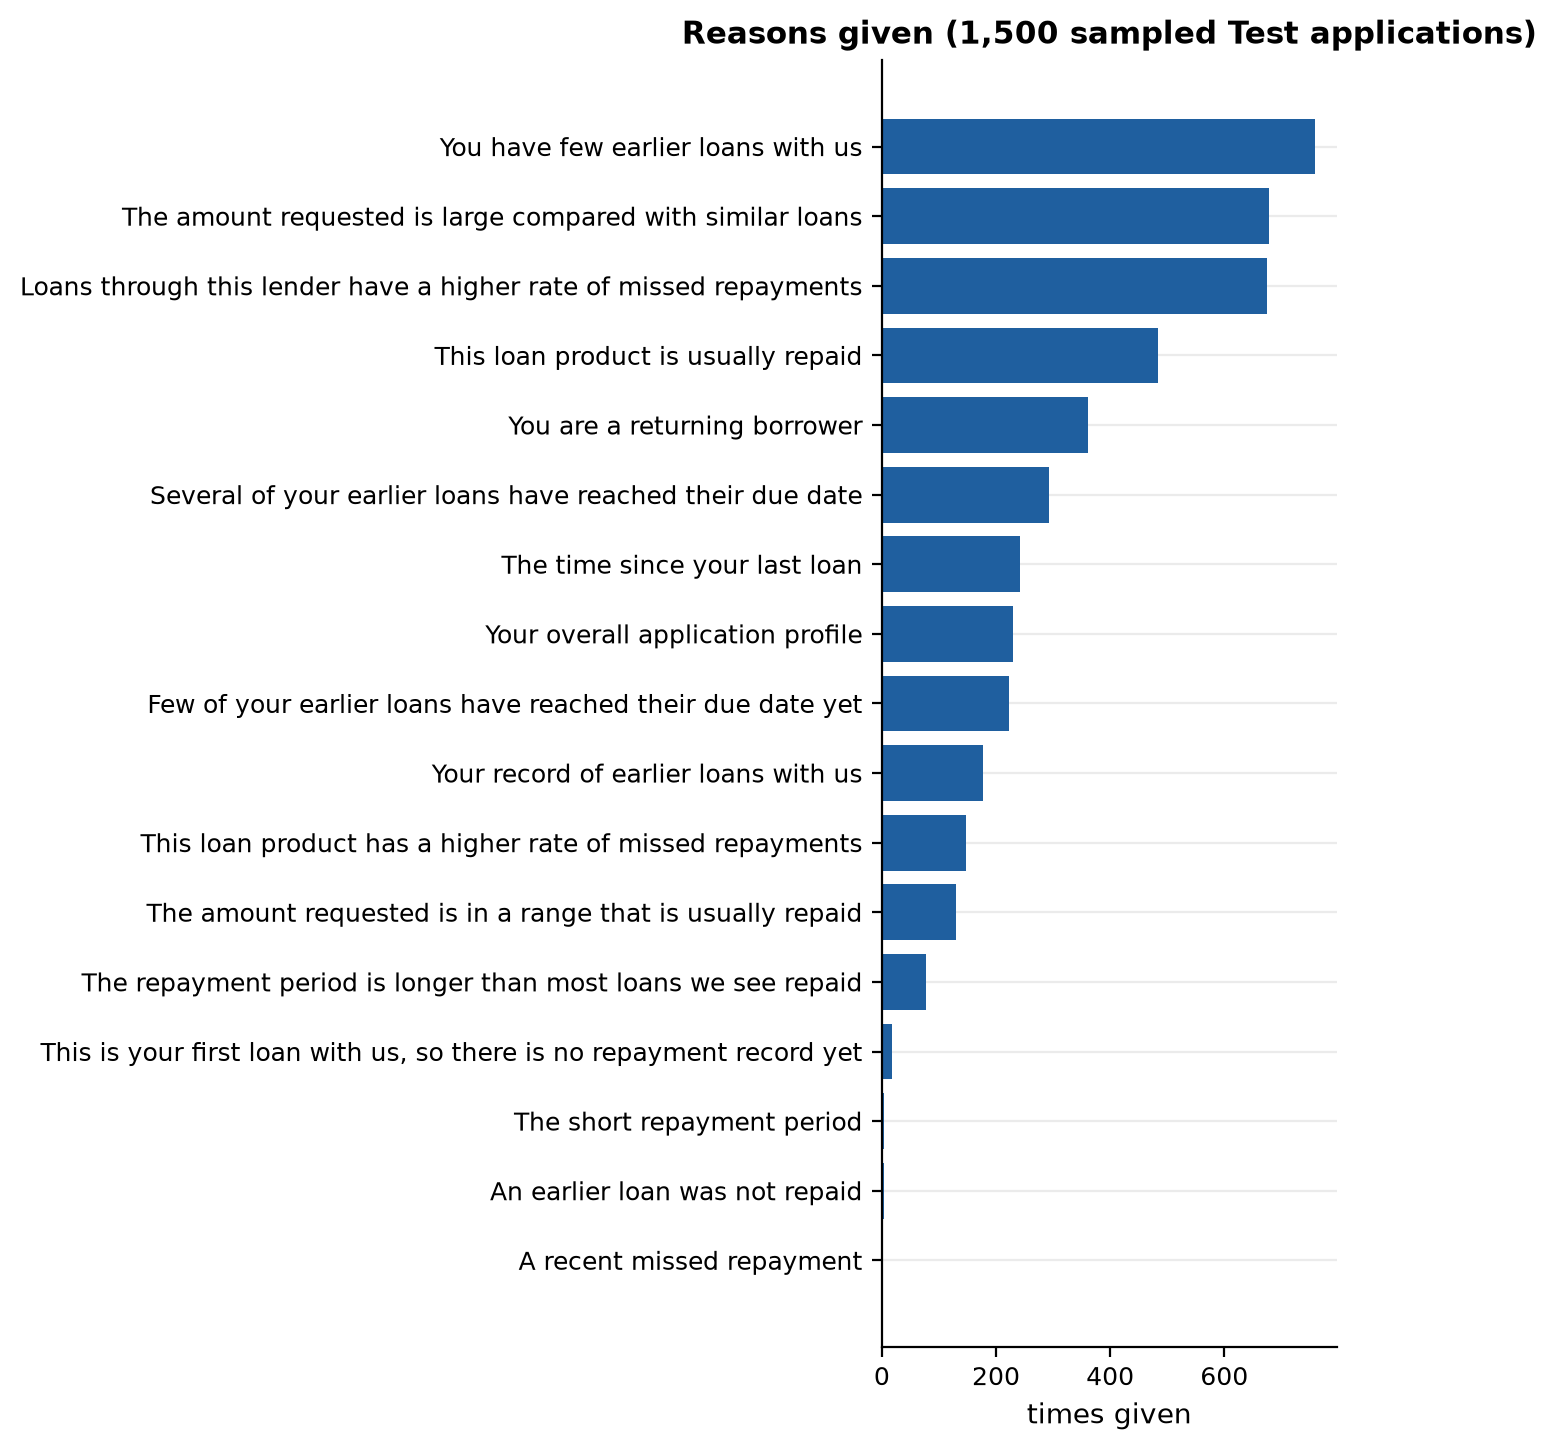 Reasons given (1,500 sampled Test applications)
You have few earlier loans with us
The amount requested is large compared with similar loans
Loans through this lender have a higher rate of missed repayments
This loan product is usually repaid
You are a returning borrower
Several of your earlier loans have reached their due date
The time since your last loan
Your overall application profile
Few of your earlier loans have reached their due date yet
Your record of earlier loans with us
This loan product has a higher rate of missed repayments
The amount requested is in a range that is usually repaid
The repayment period is longer than most loans we see repaid
This is your first loan with us, so there is no repayment record yet
The short repayment period
An earlier loan was not repaid
A recent missed repayment
0 200 400 600
times given